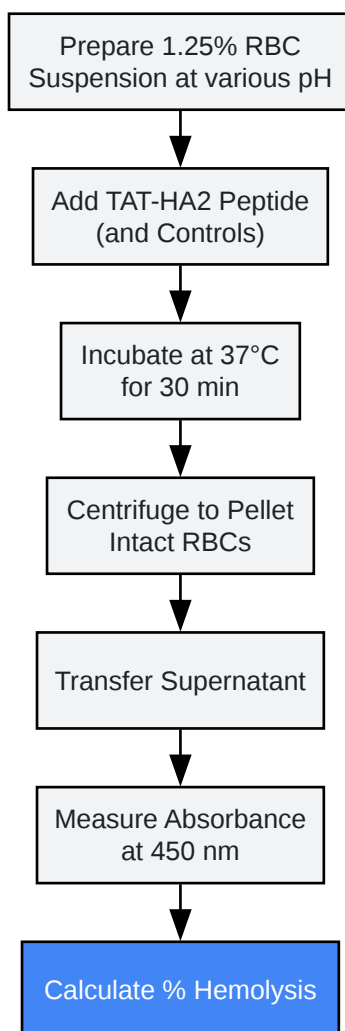 Prepare 1.25% RBC
Suspension at various pH
Add TAT-HA2 Peptide
(and Controls)
Incubate at 37°C
for 30 min
Centrifuge to Pellet
Intact RBCs
Transfer Supernatant
Measure Absorbance
at 450 nm
Calculate % Hemolysis